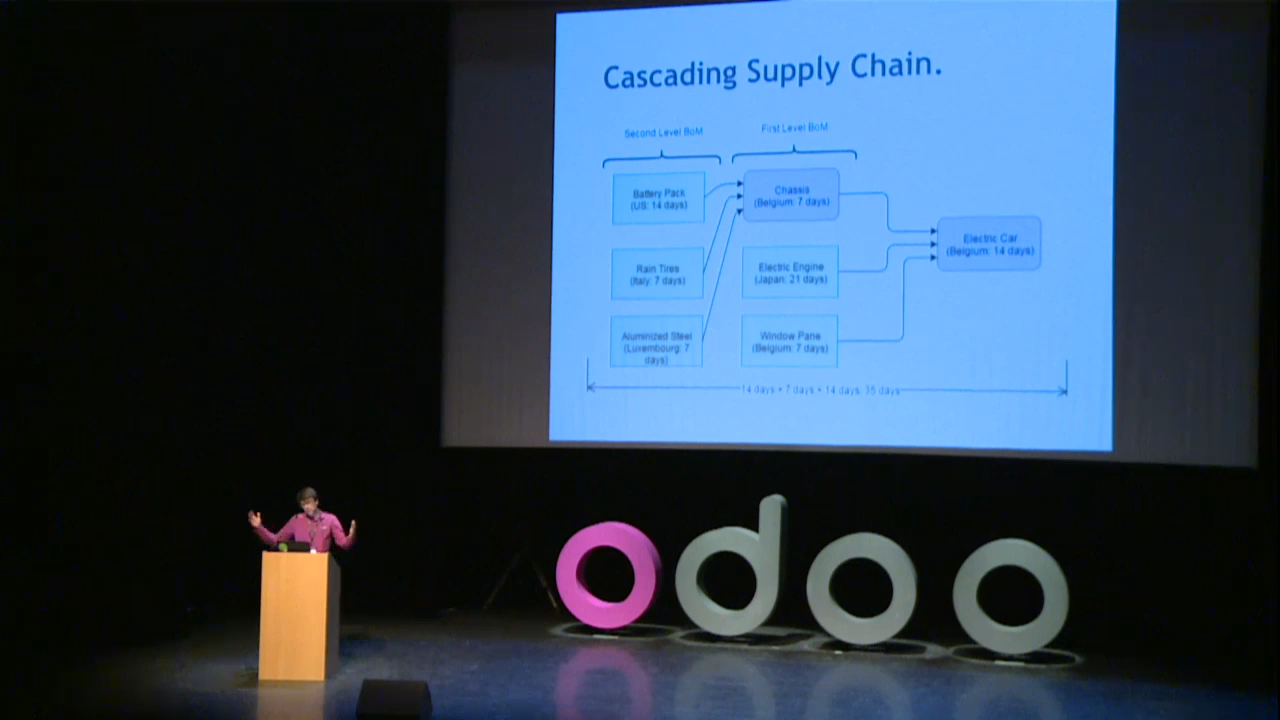 Cascading Supply Chain.
Second Level BoM
First Level BoM
Battery Pack
(US: 14 days)
Chassis
(Belgium: 7 days)
Electric Car
(Belgium: 14 days)
Rain Tires
(Italy: 7 days)
Electric Engine
(Japan: 21 days)
Aluminized Steel
(Luxembourg: 7
days)
Window Pane
(Belgium: 7 days)
14 days + 7 days + 14 days: 35 days
odoo